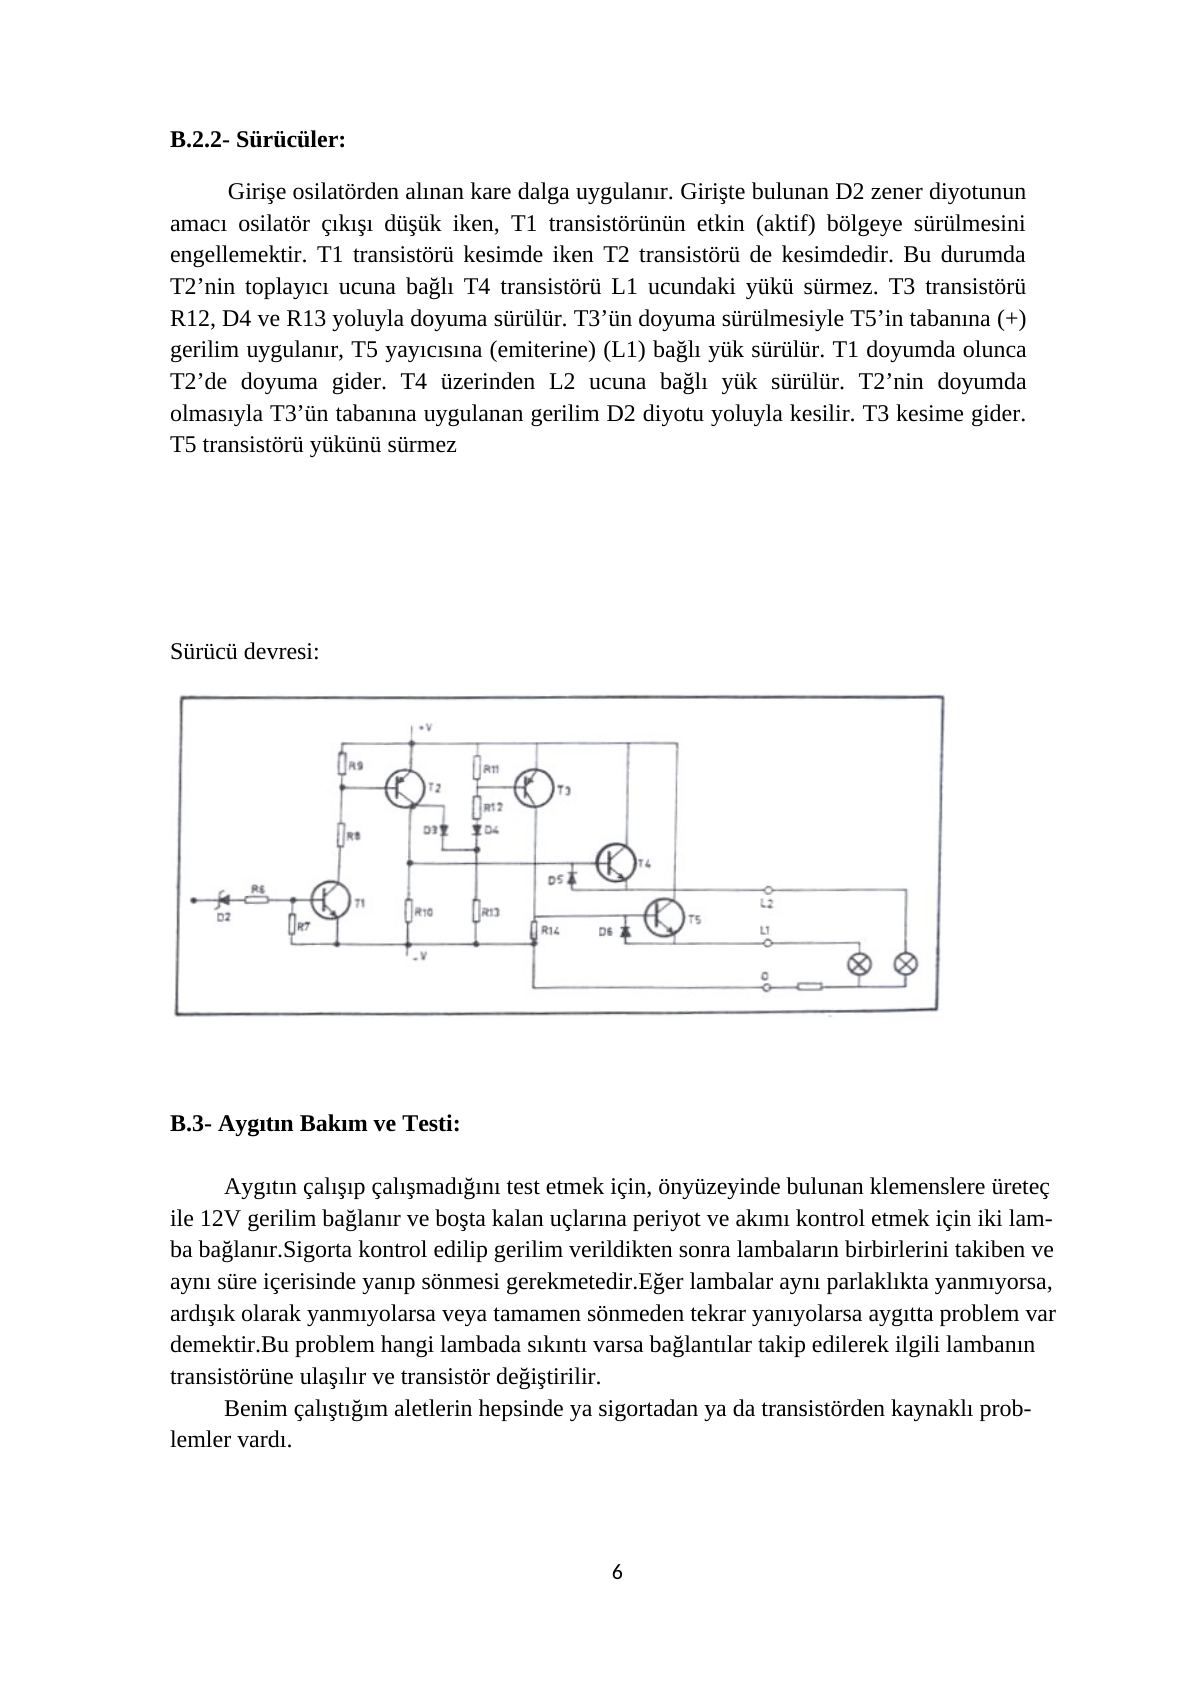 B.2.2- Sürücüler:
Girişe osilatörden alınan kare dalga uygulanır. Girişte bulunan D2 zener diyotunun
amacı osilatör çıkışı düşük iken, T1 transistörünün etkin (aktif) bölgeye sürülmesini
engellemektir. T1 transistörü kesimde iken T2 transistörü de kesimdedir. Bu durumda
T2’nin toplayıcı ucuna bağlı T4 transistörü L1 ucundaki yükü sürmez. T3 transistörü
R12, D4 ve R13 yoluyla doyuma sürülür. T3’ün doyuma sürülmesiyle T5’in tabanına (+)
gerilim uygulanır, T5 yayıcısına (emiterine) (L1) bağlı yük sürülür. T1 doyumda olunca
T2’de doyuma gider. T4 üzerinden L2 ucuna bağlı yük sürülür. T2’nin doyumda
olmasıyla T3’ün tabanına uygulanan gerilim D2 diyotu yoluyla kesilir. T3 kesime gider.
T5 transistörü yükünü sürmez
Sürücü devresi:
+V
R9
T2
R11
T3
R12
R8
D3
D4
T4
D5
R6
D2
T1
R7
R10
R13
R14
D6
T5
L2
L1
-V
0
B.3- Aygıtın Bakım ve Testi:
Aygıtın çalışıp çalışmadığını test etmek için, önyüzeyinde bulunan klemenslere üreteç
ile 12V gerilim bağlanır ve boşta kalan uçlarına periyot ve akımı kontrol etmek için iki lam-
ba bağlanır.Sigorta kontrol edilip gerilim verildikten sonra lambaların birbirlerini takiben ve
aynı süre içerisinde yanıp sönmesi gerekmetedir.Eğer lambalar aynı parlaklıkta yanmıyorsa,
ardışık olarak yanmıyolarsa veya tamamen sönmeden tekrar yanıyolarsa aygıtta problem var
demektir.Bu problem hangi lambada sıkıntı varsa bağlantılar takip edilerek ilgili lambanın
transistörüne ulaşılır ve transistör değiştirilir.
Benim çalıştığım aletlerin hepsinde ya sigortadan ya da transistörden kaynaklı prob-
lemler vardı.
6